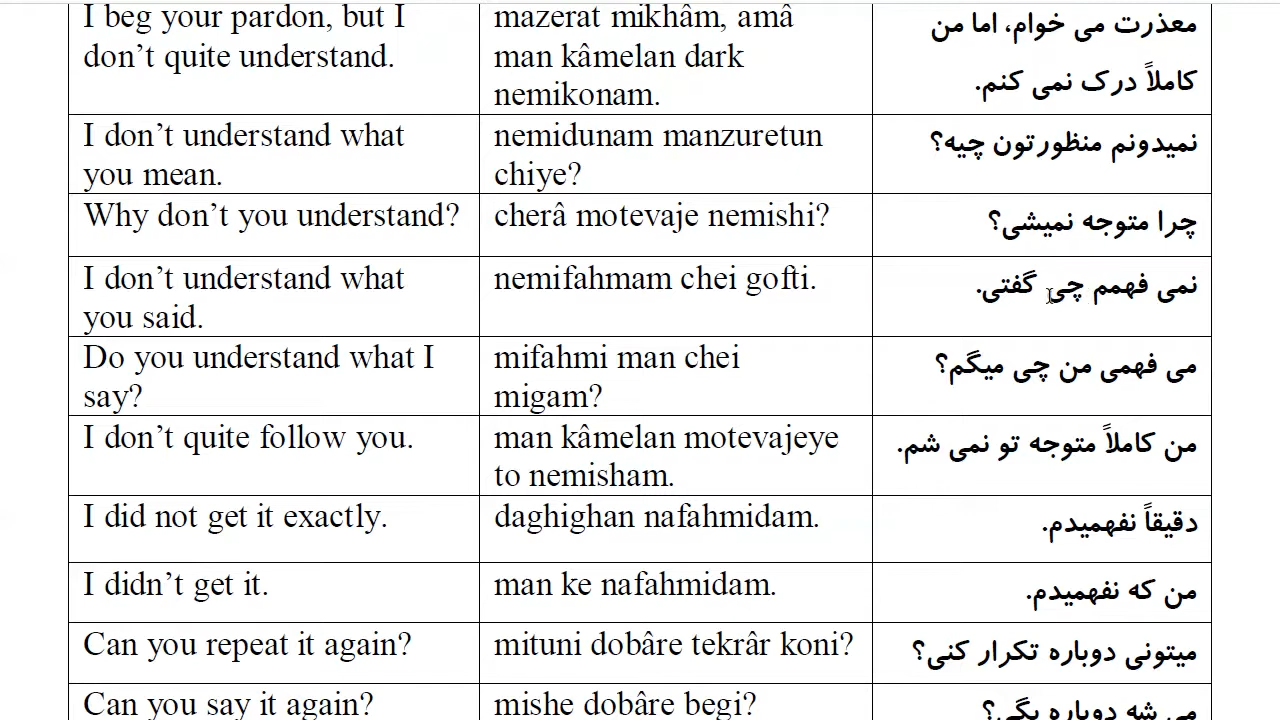 I beg your pardon, but I
don’t quite understand.
mazerat mikhâm, amâ
man kâmelan dark
nemikonam.
معذرت می خوام، اما من
کاملاً درک نمی کنم.
I don’t understand what
you mean.
nemidunam manzuretun
chiye?
نمیدونم منظورتون چیه؟
Why don’t you understand?
cherâ motevaje nemishi?
چرا متوجه نمیشی؟
I don’t understand what
you said.
nemifahmam chei gofti.
نمی فهمم چی گفتی.
Do you understand what I
say?
mifahmi man chei
migam?
می فهمی من چی میگم؟
I don’t quite follow you.
man kâmelan motevajeye
to nemisham.
من کاملاً متوجه تو نمی شم.
I did not get it exactly.
daghighan nafahmidam.
دقیقاً نفهمیدم.
I didn’t get it.
man ke nafahmidam.
من که نفهمیدم.
Can you repeat it again?
mituni dobâre tekrâr koni?
میتونی دوباره تکرار کنی؟
Can you say it again?
mishe dobâre begi?
می شه دوباره بگی؟